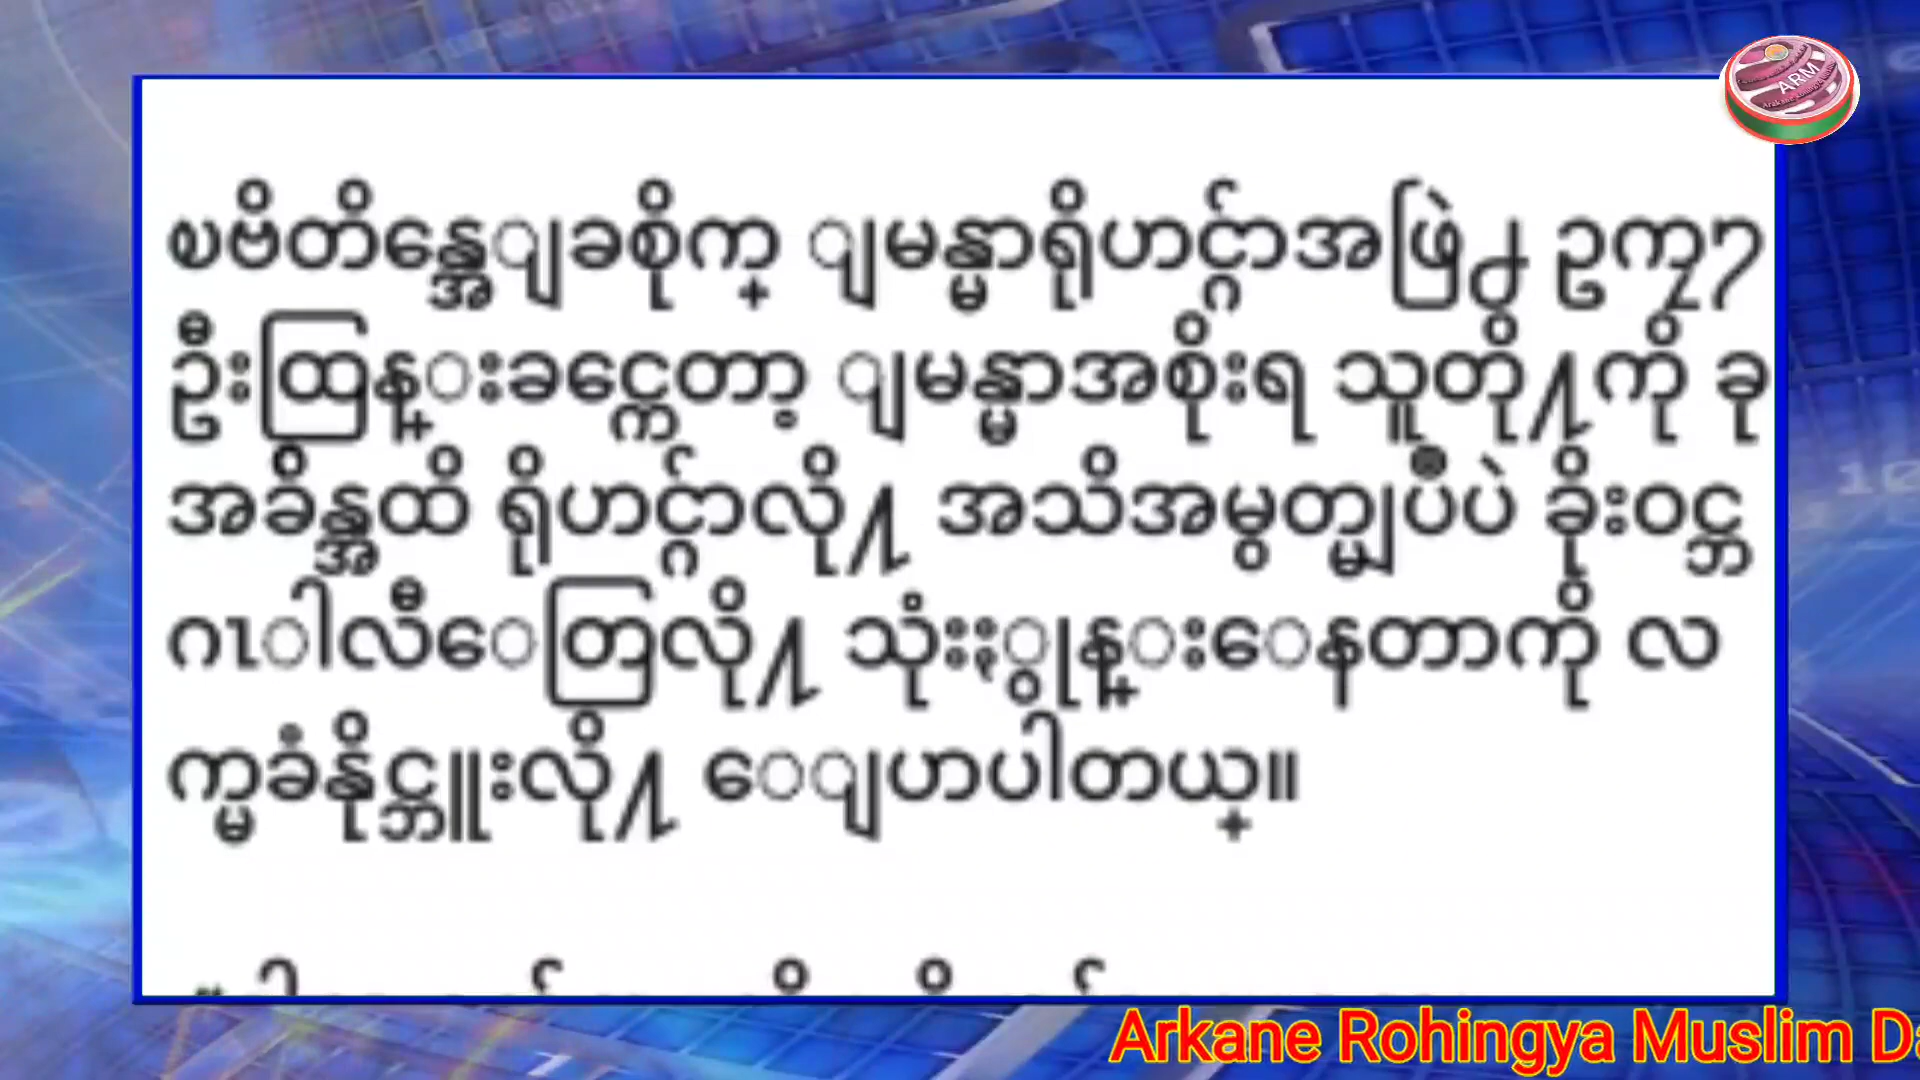 ၿဗိတိန္အေျခစိုက္ ျမန္မာရိုဟင္ဂ်ာအဖြဲ႕ ဥကၠ႒
ဦးထြန္းခင္ကေတာ့ ျမန္မာအစိုးရ သူတို႔ကို ခု
အခ်ိန္အထိ ရိုဟင္ဂ်ာလို႔ အသိအမွတ္မျပဳပဲ ခိုးဝင္ဘ
ဂၤါလီေတြလို႔ သုံးႏႈန္းေနတာကို လ
က္မခံနိုင္ဘူးလို႔ ေျပာပါတယ္။
ARM
Arkane Rohingya Muslim